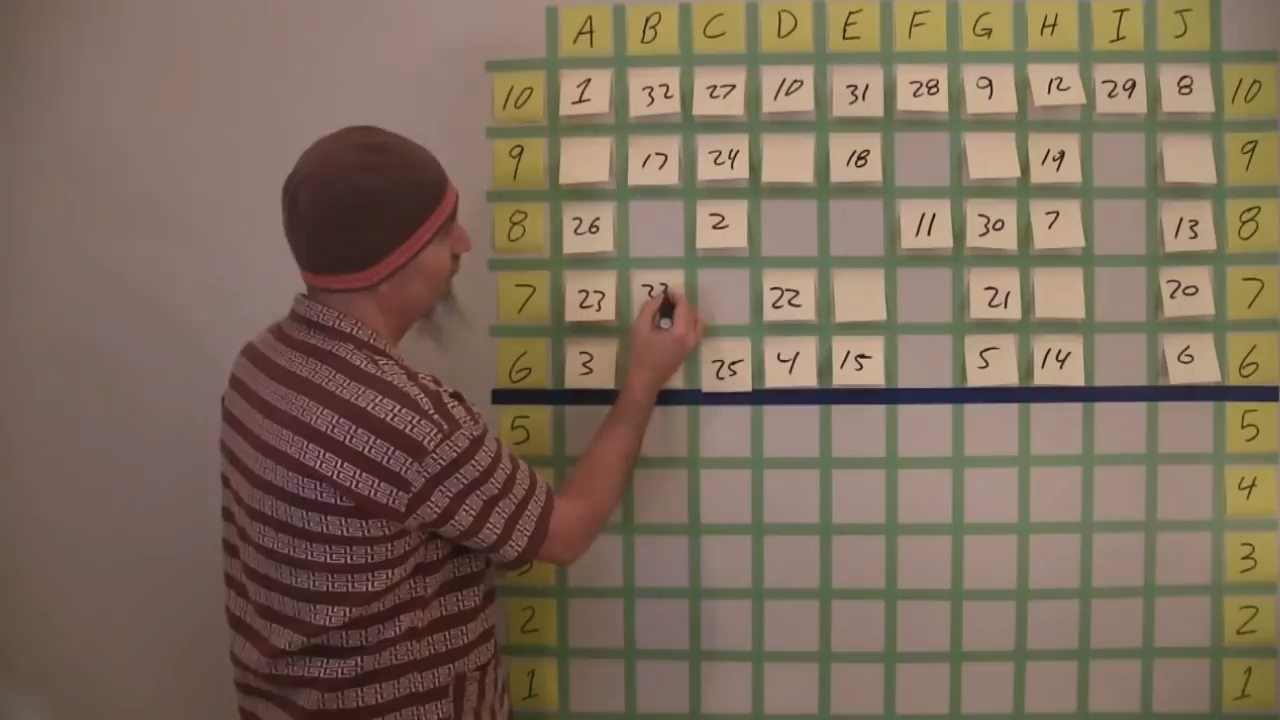 A B C D E F G H I J
10 1 32 27 10 31 28 9 12 29 8 10
9 17 24 18 19 9
8 26 2 11 30 7 13 8
7 23 22 21 20 7
6 3 25 4 15 5 14 6 6
5 5
4
3
2 2
1 1